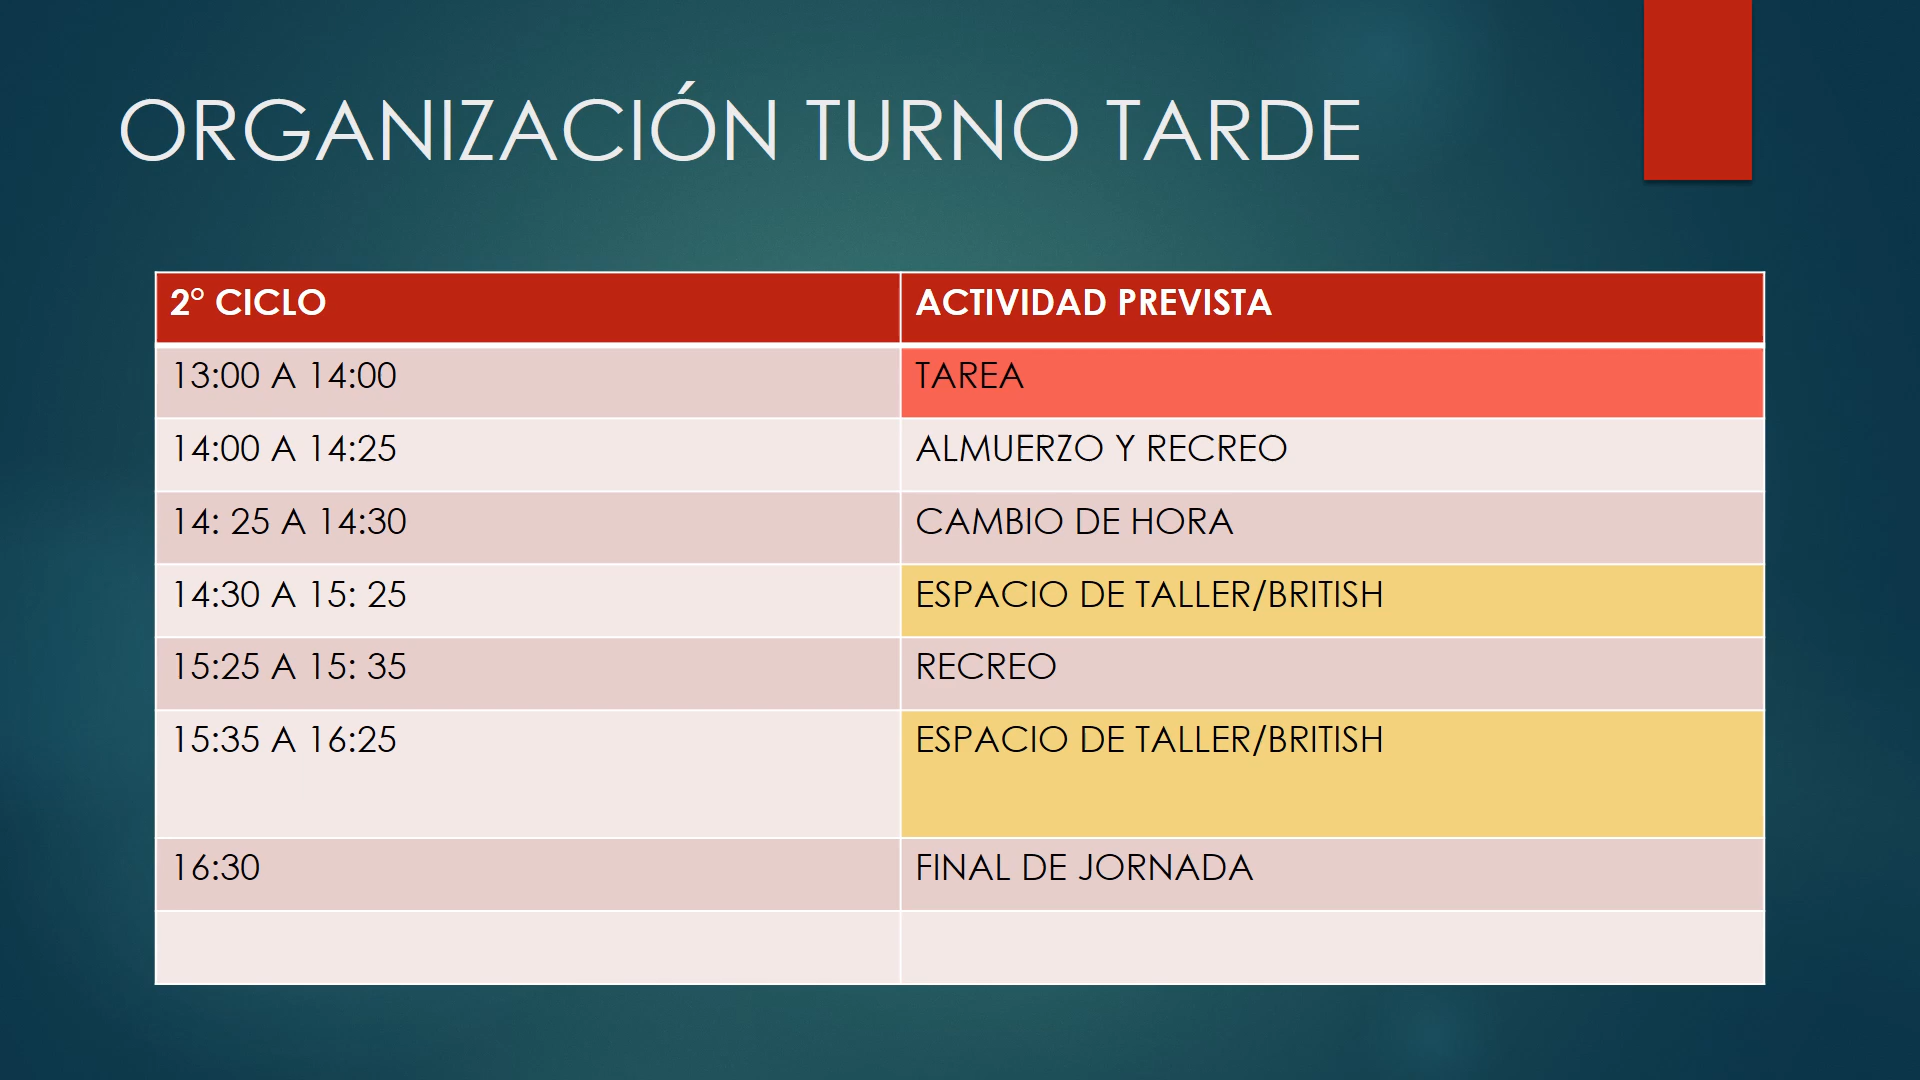 ORGANIZACIÓN TURNO TARDE
2° CICLO ACTIVIDAD PREVISTA
13:00 A 14:00 TAREA
14:00 A 14:25 ALMUERZO Y RECREO
14: 25 A 14:30 CAMBIO DE HORA
14:30 A 15: 25 ESPACIO DE TALLER/BRITISH
15:25 A 15: 35 RECREO
15:35 A 16:25 ESPACIO DE TALLER/BRITISH
16:30 FINAL DE JORNADA